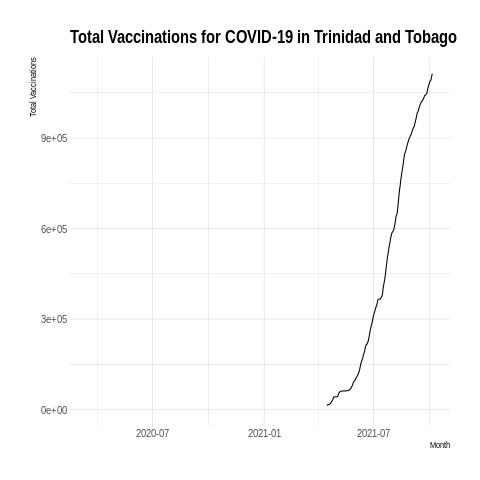 Total Vaccinations for COVID-19 in Trinidad and Tobago
Total Vaccinations
9e+05
6e+05
3e+05
0e+00
2020-07 2021-01 2021-07
Month